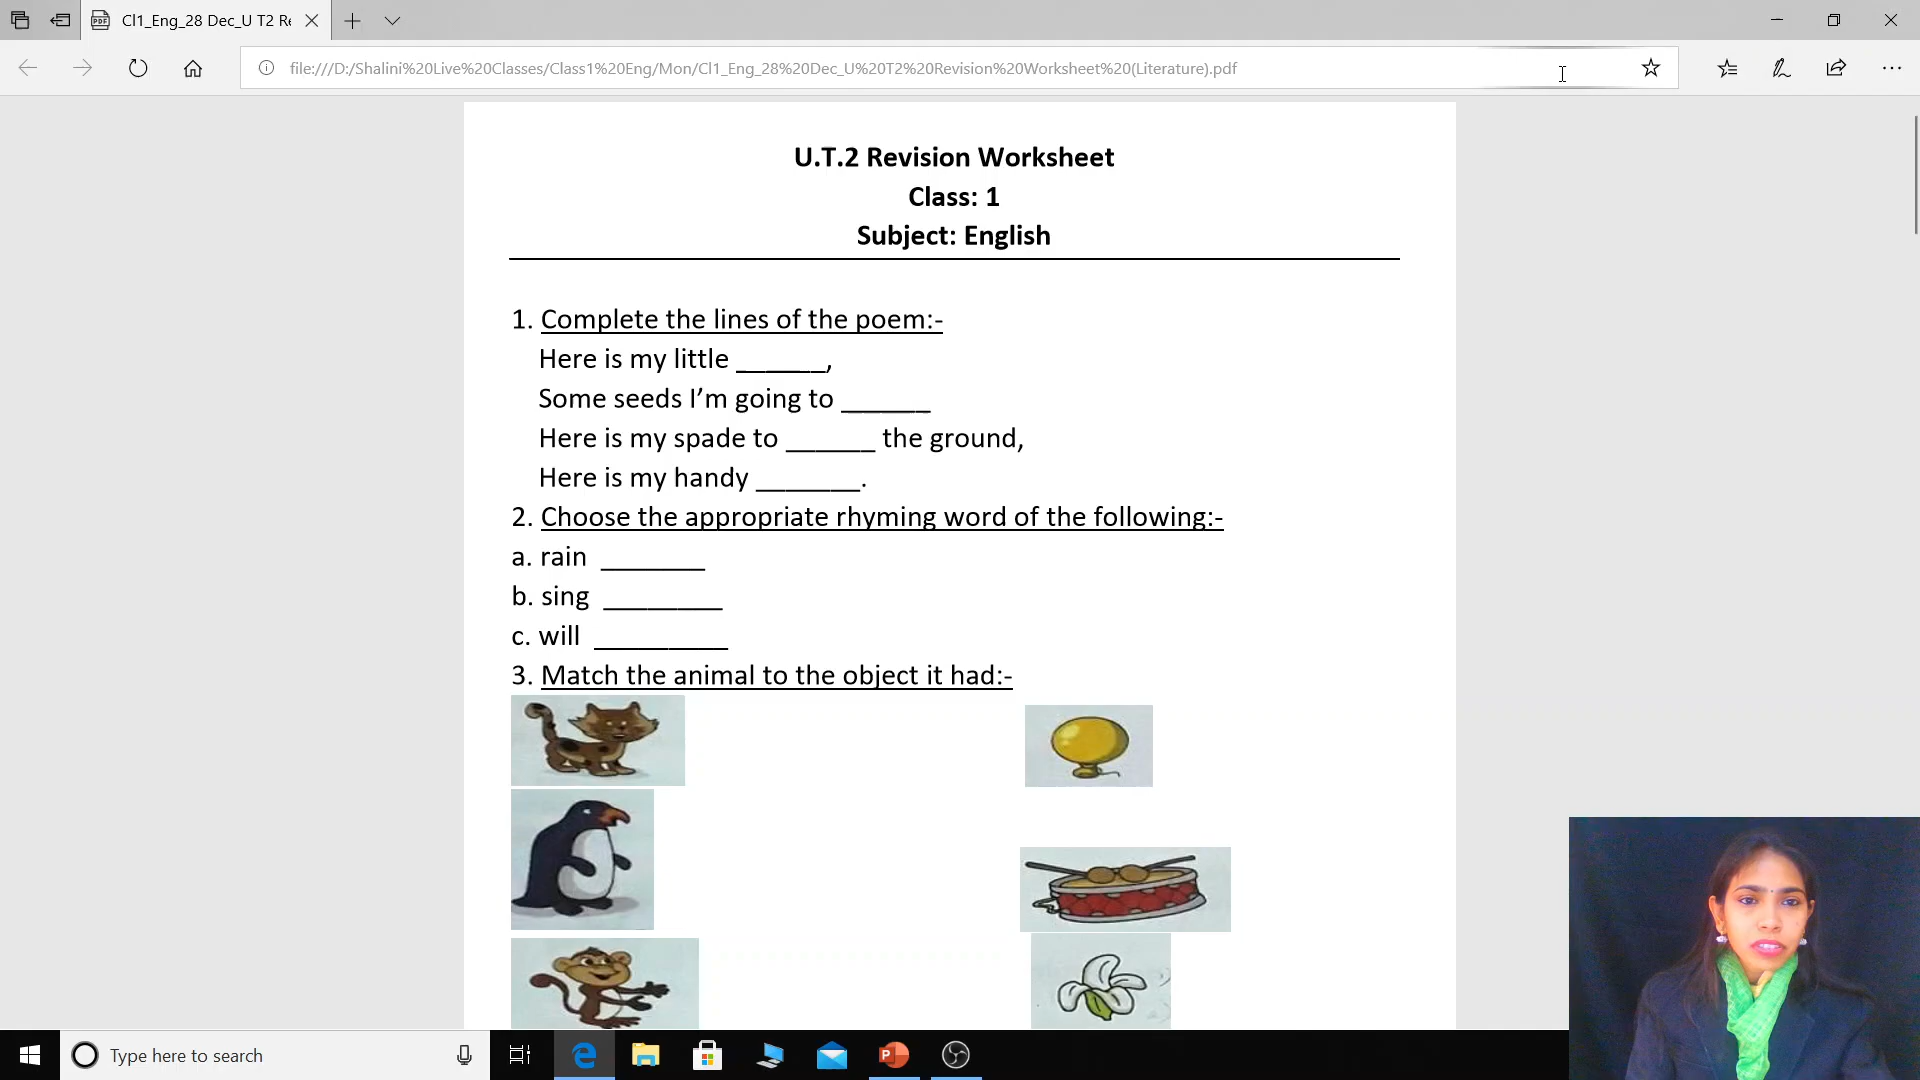 Cl1_Eng_28 Dec_U T2 Re
file:///D:/Shalini%20Live%20Classes/Class1%20Eng/Mon/Cl1_Eng_28%20Dec_U%20T2%20Revision%20Worksheet%20(Literature).pdf
U.T.2 Revision Worksheet
Class: 1
Subject: English
1. Complete the lines of the poem:-
Here is my little ______,
Some seeds I’m going to ______
Here is my spade to ______ the ground,
Here is my handy _______.
2. Choose the appropriate rhyming word of the following:-
a. rain _______
b. sing ________
c. will _________
3. Match the animal to the object it had:-
Type here to search